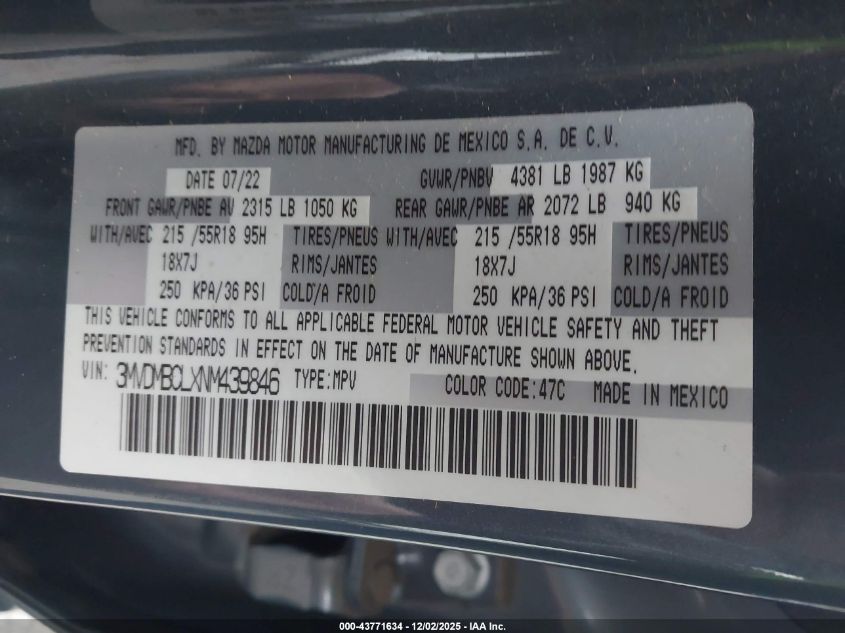 MFD. BY MAZDA MOTOR MANUFACTURING DE MEXICO S.A. DE C.V.
DATE 07/22 GVWR/PNBV 4381 LB 1987 KG
FRONT GAWR/PNBE AV 2315 LB 1050 KG REAR GAWR/PNBE AR 2072 LB 940 KG
WITH/AVEC 215 /55R18 95H TIRES/PNEUS WITH/AVEC 215 /55R18 95H TIRES/PNEUS
18X7J RIMS/JANTES 18X7J RIMS/JANTES
250 KPA/36 PSI COLD/A FROID 250 KPA/36 PSI COLD/A FROID
THIS VEHICLE CONFORMS TO ALL APPLICABLE FEDERAL MOTOR VEHICLE SAFETY AND THEFT
PREVENTION STANDARDS IN EFFECT ON THE DATE OF MANUFACTURE SHOWN ABOVE.
VIN: 3MVDMBCLXNM439846 TYPE:MPV COLOR CODE:47C MADE IN MEXICO
000-43771634 - 12/02/2025 - IAA Inc.